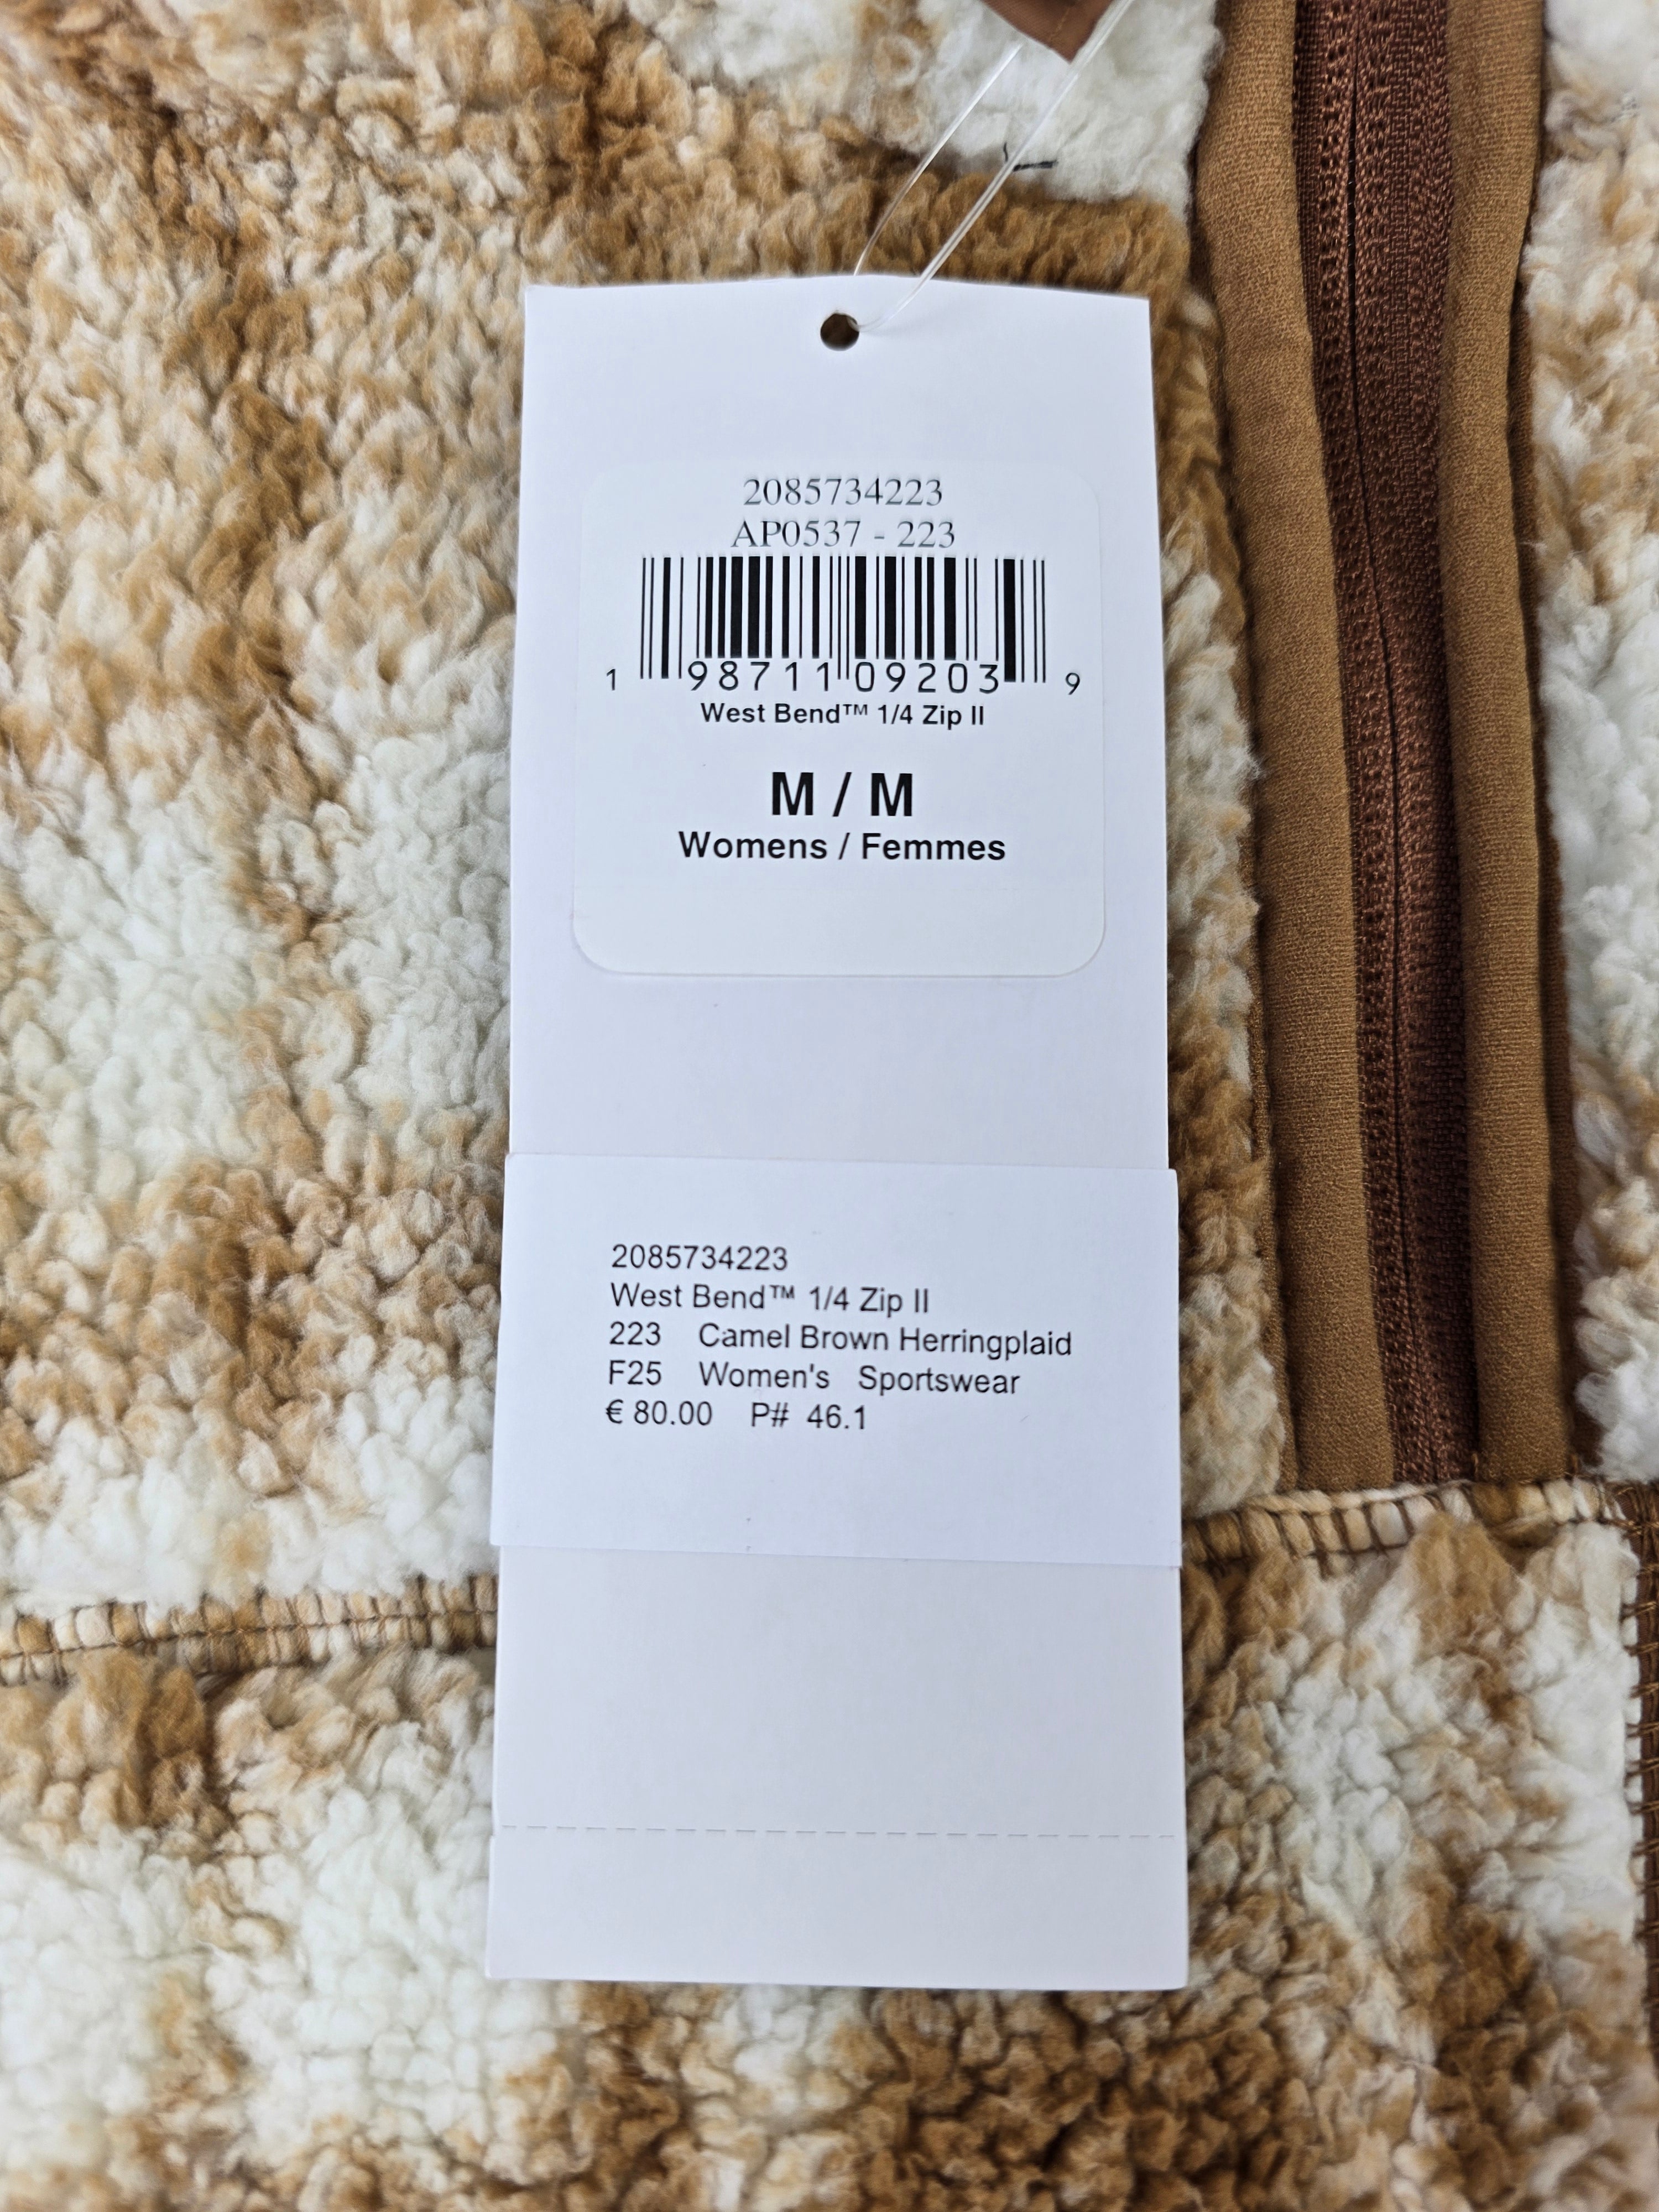 2085734223
AP0537 - 223
1 98711 09203 9
West Bend™ 1/4 Zip II
M / M
Womens / Femmes
2085734223
West Bend™ 1/4 Zip II
223 Camel Brown Herringplaid
F25 Women's Sportswear
€ 80.00 P# 46.1